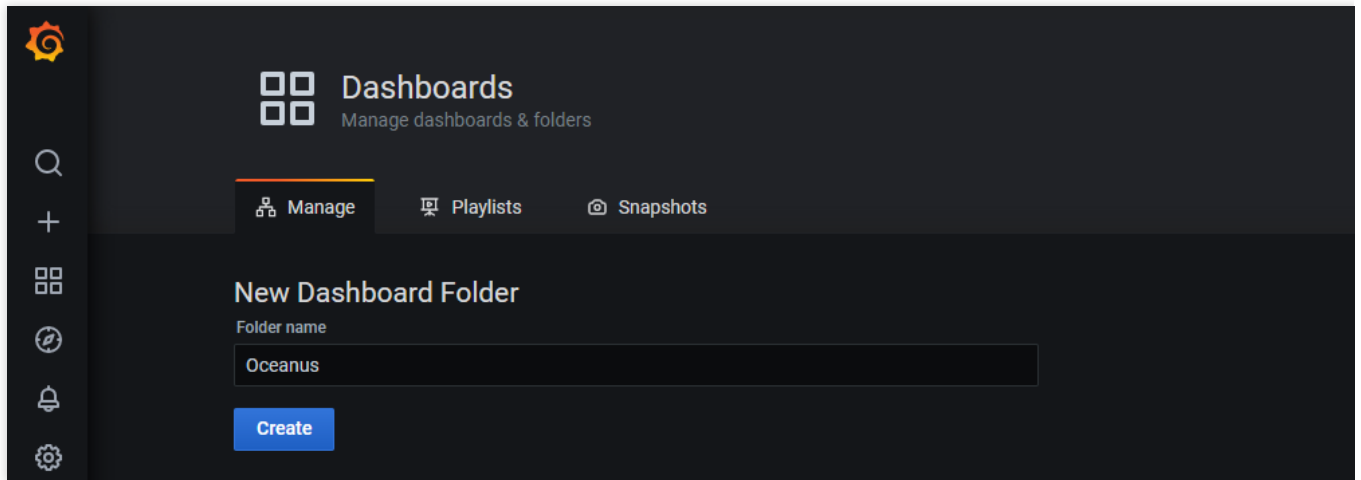 Dashboards
Manage dashboards & folders
Manage Playlists Snapshots
New Dashboard Folder
Folder name
Oceanus
Create